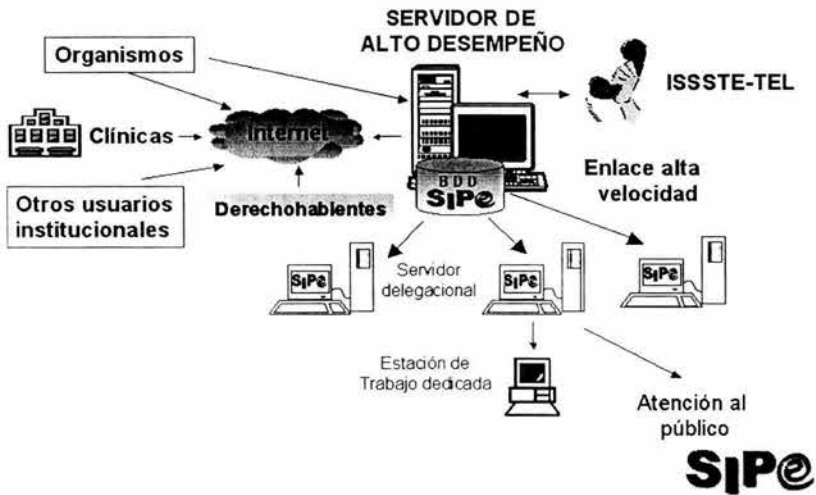 SERVIDOR DE
ALTO DESEMPEÑO
Organismos
ISSSTE-TEL
Clínicas
Internet
BDD
SIPe
Enlace alta
velocidad
Otros usuarios
institucionales
Derechohabientes
SIPe
Servidor
delegacional
SIPe
SIPe
Estación de
Trabajo dedicada
Atención al
público
SIPe